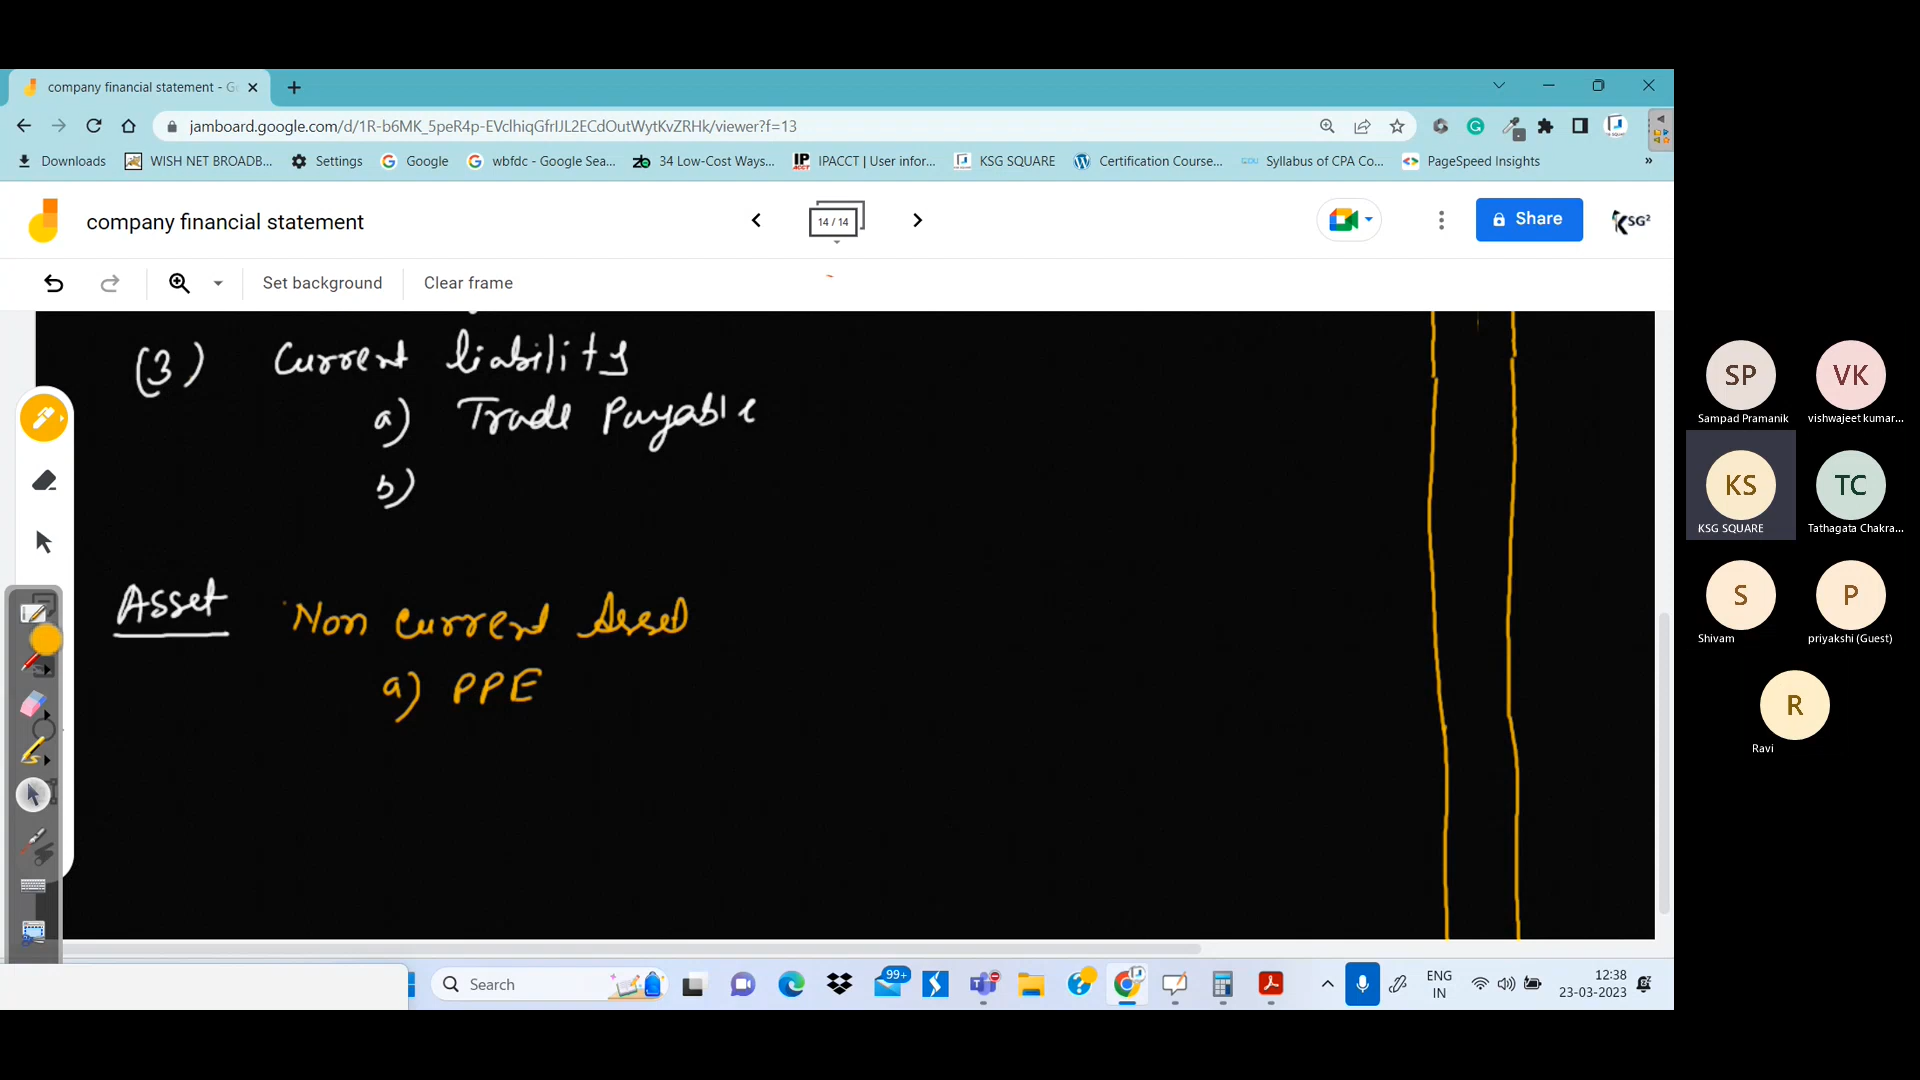 company financial statement - G
jamboard.google.com/d/1R-b6MK_5peR4p-EVclhiqGfrIJL2ECdOutWytKvZRHk/viewer?f=13
Downloads WISH NET BROADB... Settings Google wbfdc - Google Sea... 34 Low-Cost Ways... IPACCT | User infor... KSG SQUARE Certification Course... Syllabus of CPA Co... PageSpeed Insights »
company financial statement
14 / 14
Share
KSG²
Set background Clear frame
(3) Current liability
a) Trade Payable
b)
Asset Non current Asset
a) PPE
SP
Sampad Pramanik
VK
vishwajeet kumar...
KS
KSG SQUARE
TC
Tathagata Chakra...
S
Shivam
P
priyakshi (Guest)
R
Ravi
Search
99+
ENG
IN
12:38
23-03-2023